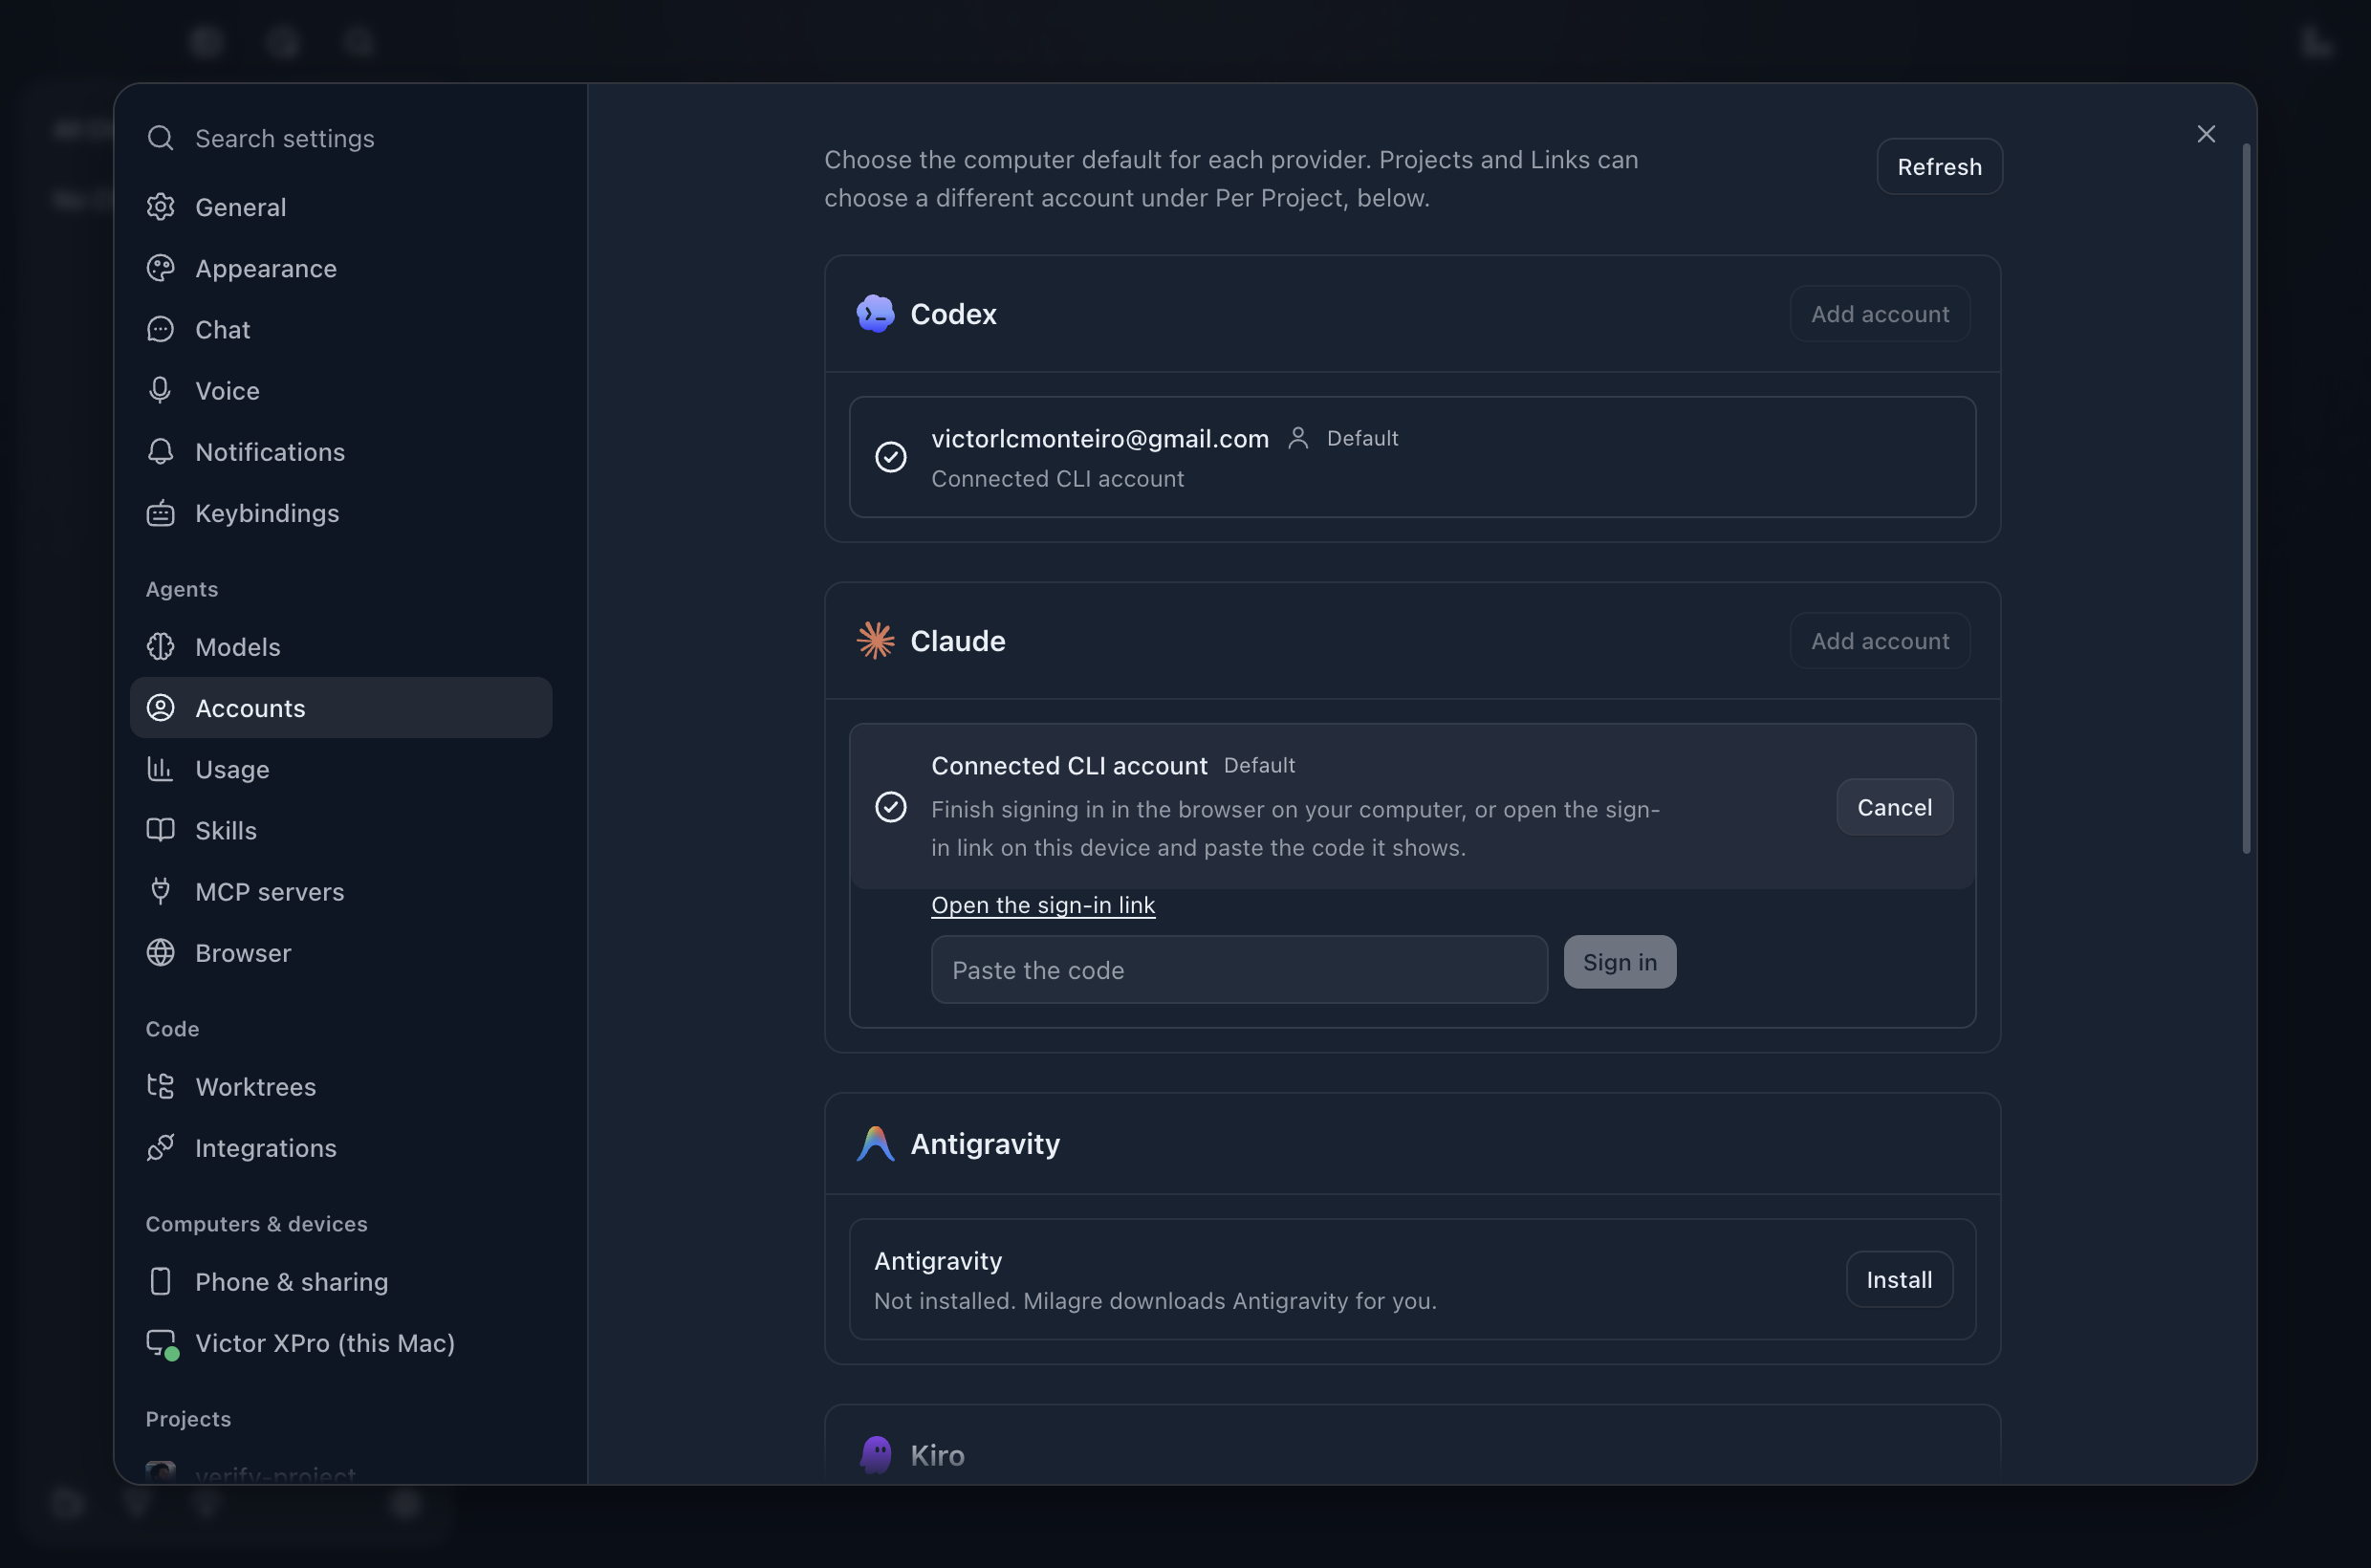 Search settings
General
Appearance
Chat
Voice
Notifications
Keybindings
Agents
Models
Accounts
Usage
Skills
MCP servers
Browser
Code
Worktrees
Integrations
Computers & devices
Phone & sharing
Victor XPro (this Mac)
Projects
verify-project
Choose the computer default for each provider. Projects and Links can
choose a different account under Per Project, below.
Refresh
Codex
Add account
victorlcmonteiro@gmail.com Default
Connected CLI account
Claude
Add account
Connected CLI account Default
Finish signing in in the browser on your computer, or open the sign-
in link on this device and paste the code it shows.
Cancel
Open the sign-in link
Paste the code
Sign in
Antigravity
Antigravity
Not installed. Milagre downloads Antigravity for you.
Install
Kiro